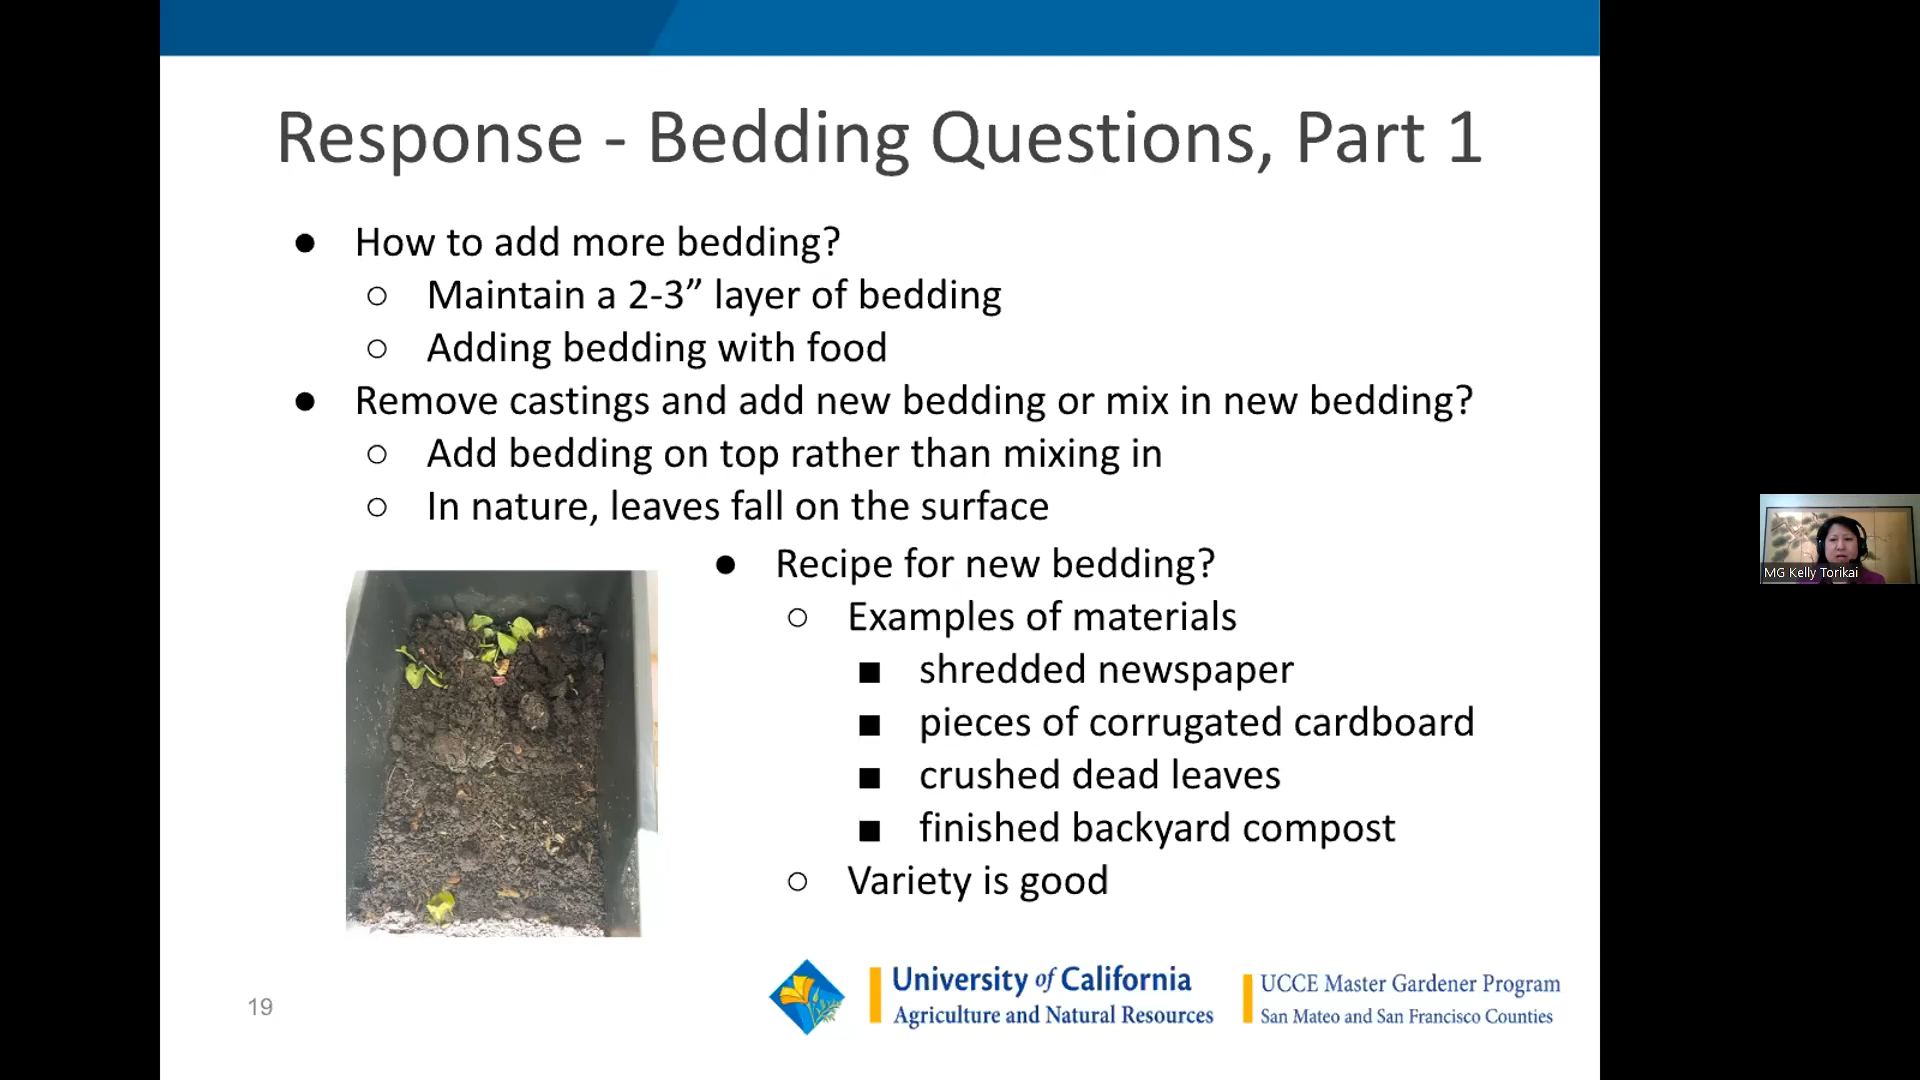 Response - Bedding Questions, Part 1
● How to add more bedding?
○ Maintain a 2-3” layer of bedding
○ Adding bedding with food
● Remove castings and add new bedding or mix in new bedding?
○ Add bedding on top rather than mixing in
○ In nature, leaves fall on the surface
● Recipe for new bedding?
○ Examples of materials
■ shredded newspaper
■ pieces of corrugated cardboard
■ crushed dead leaves
■ finished backyard compost
○ Variety is good
MG Kelly Torikai
19
University of California
Agriculture and Natural Resources
UCCE Master Gardener Program
San Mateo and San Francisco Counties